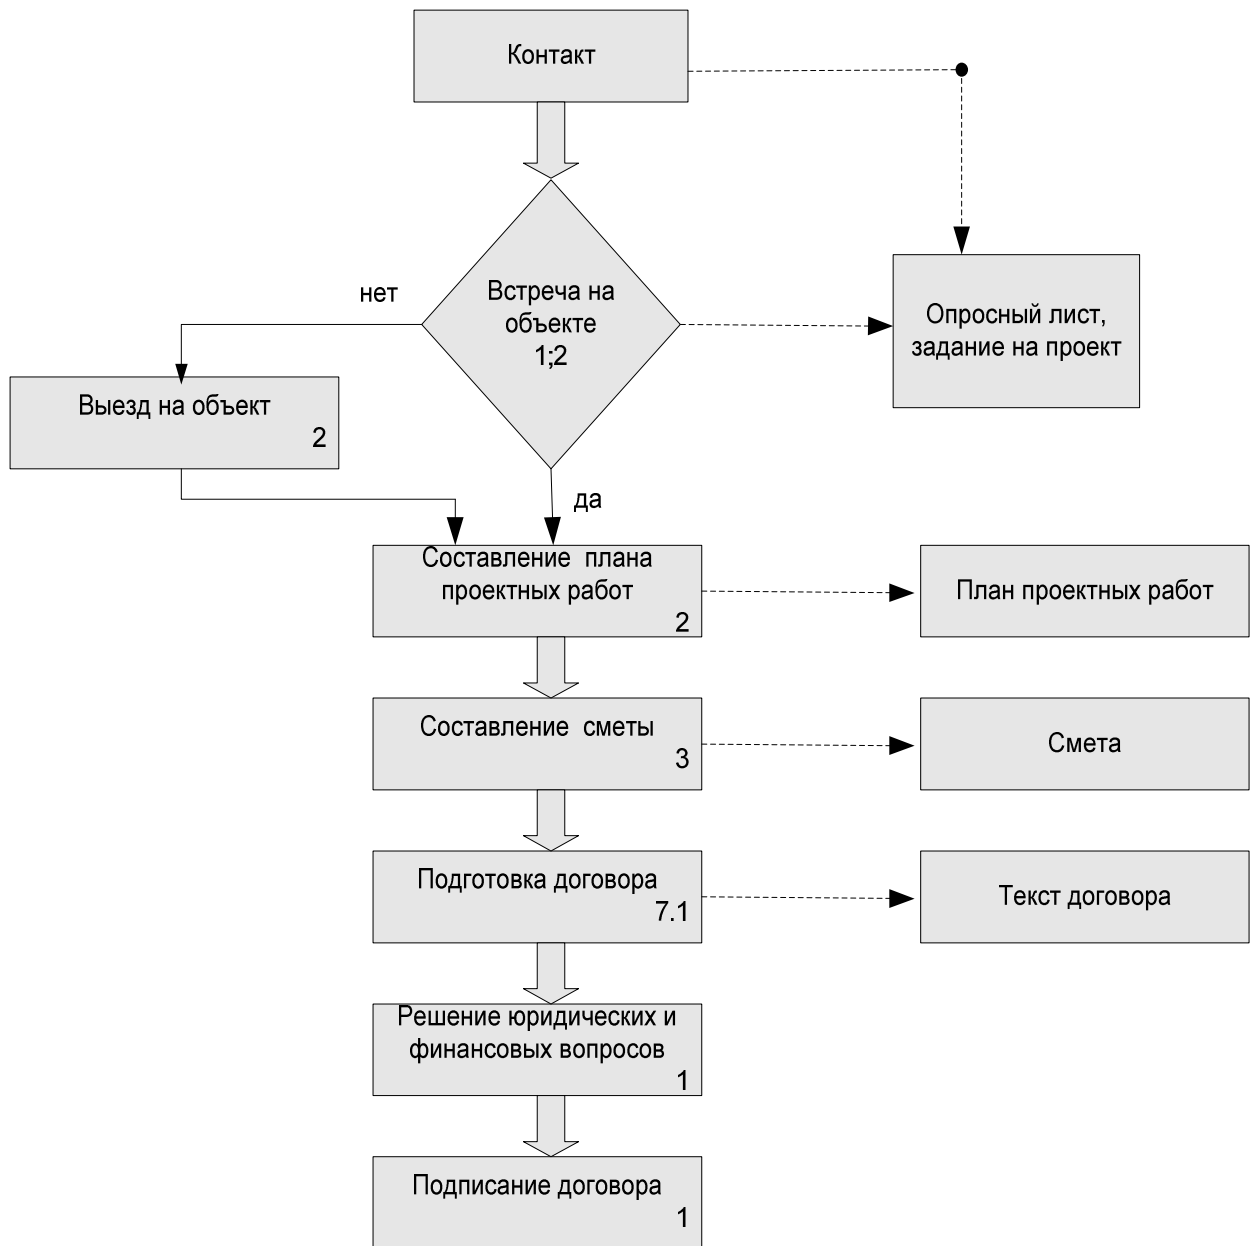 Контакт
нет
Встреча на
объекте
1;2
Опросный лист,
задание на проект
Выезд на объект
2
да
Составление плана
проектных работ
2
План проектных работ
Составление сметы
3
Смета
Подготовка договора
7.1
Текст договора
Решение юридических и
финансовых вопросов
1
Подписание договора
1